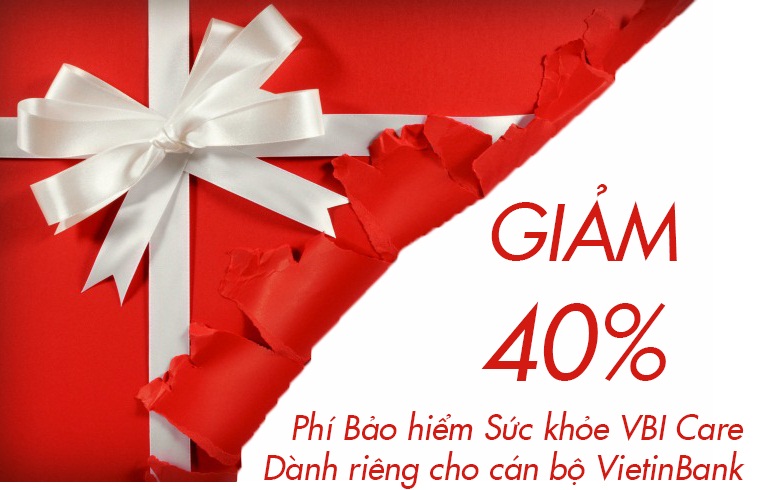 GIẢM
40%
Phí Bảo hiểm Sức khỏe VBI Care
Dành riêng cho cán bộ VietinBank